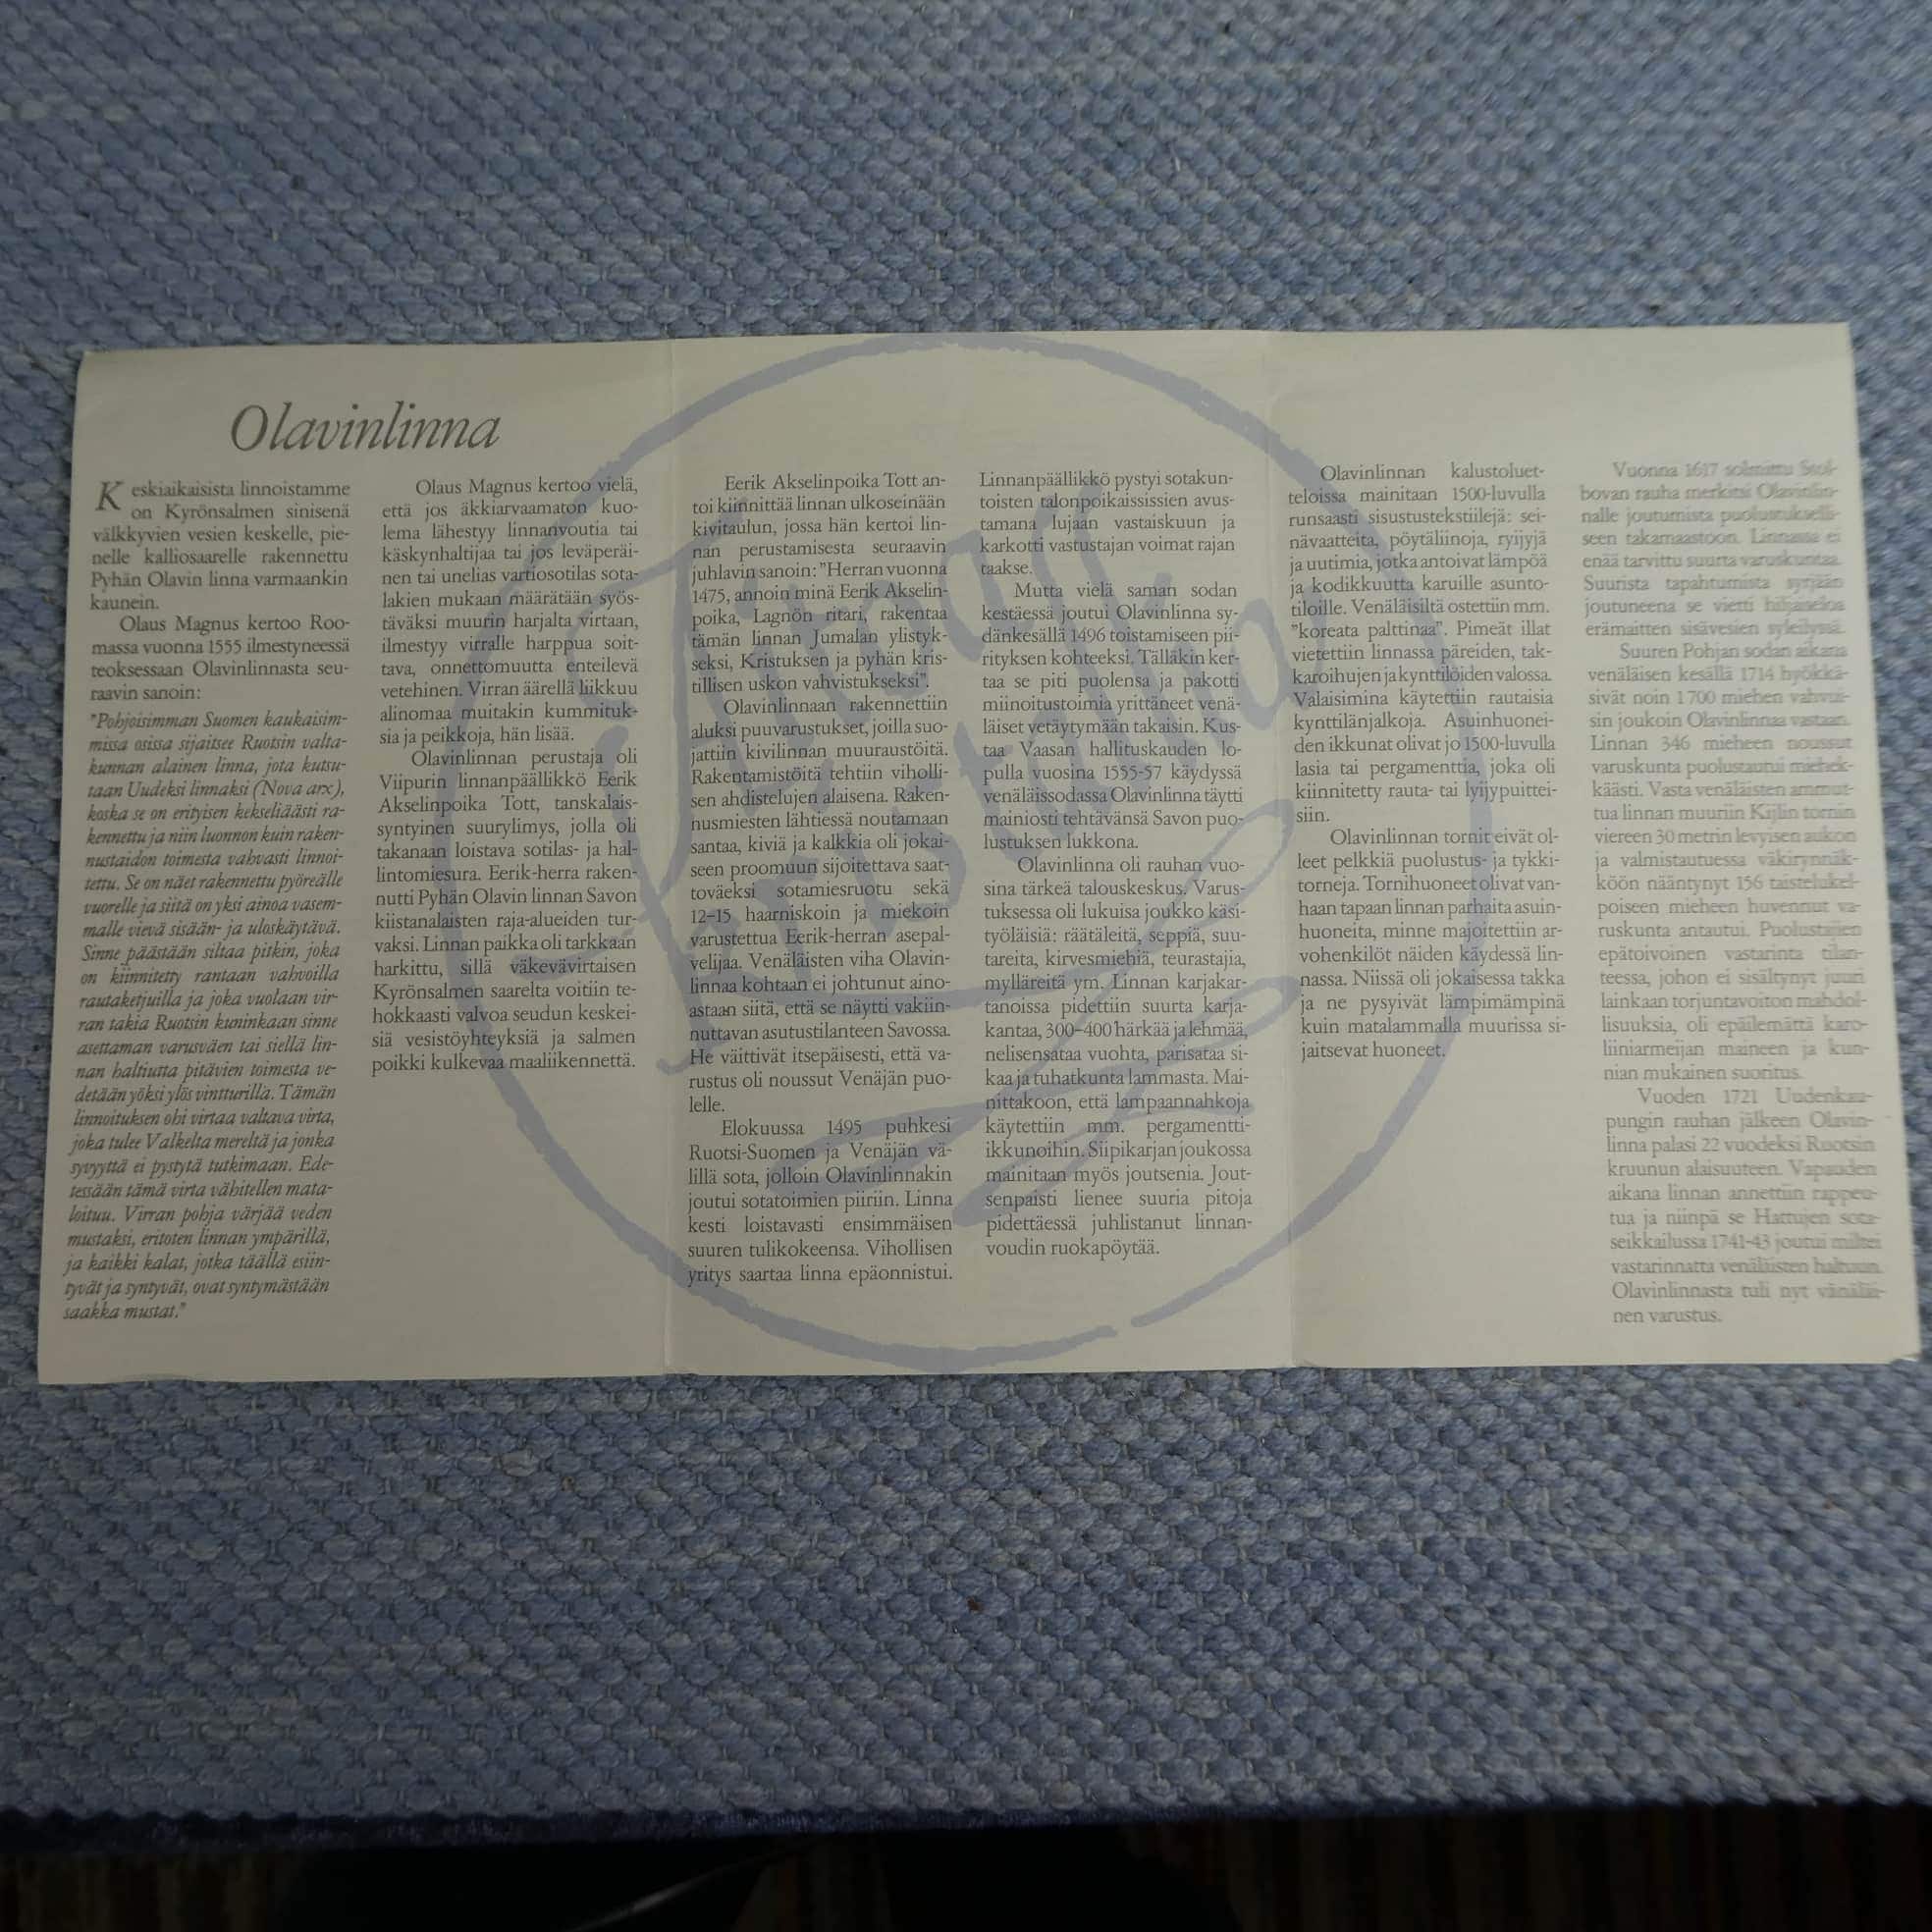 Olavinlinna
Keskiaikaisista linnoistamme
on Kyrönsalmen sinisenä
välkkyvien vesien keskelle, pie-
nelle kalliosaarelle rakennettu
Pyhän Olavin linna varmaankin
kaunein.
Olaus Magnus kertoo Roo-
massa vuonna 1555 ilmestyneessä
teoksessaan Olavinlinnasta seu-
raavin sanoin:
"Pohjoisimman Suomen kaukaisim-
missa osissa sijaitsee Ruotsin valta-
kunnan alainen linna, jota kutsu-
taan Uudeksi linnaksi (Nova arx),
koska se on erityisen kekseliäästi ra-
kennettu ja niin luonnon kuin raken-
nustaidon toimesta vahvasti linnoi-
tettu. Se on näet rakennettu pyöreälle
vuorelle ja siitä on yksi ainoa vasem-
malle vievä sisään- ja uloskäytävä.
Sinne päästään siltaa pitkin, joka
on kiinnitetty rantaan vahvoilla
rautaketjuilla ja joka vuolaan vir-
ran takia Ruotsin kuninkaan sinne
asettaman varusväen tai siellä lin-
nan haltiutta pitävien toimesta ve-
detään yöksi ylös vintturilla. Tämän
linnoituksen ohi virtaa valtava virta,
joka tulee Valkelta mereltä ja jonka
syvyyttä ei pystytä tutkimaan. Ede-
tessään tämä virta vähitellen mata-
loituu. Virran pohja värjää veden
mustaksi, eritoten linnan ympärillä,
ja kaikki kalat, jotka täällä esiin-
tyvät ja syntyvät, ovat syntymästään
saakka mustat."
Olaus Magnus kertoo vielä,
että jos äkkiarvaamaton kuo-
lema lähestyy linnanvoutia tai
käskynhaltijaa tai jos leväperäi-
nen tai unelias vartiosotilas sota-
lakien mukaan määrätään syös-
täväksi muurin harjalta virtaan,
ilmestyy virralle harppua soit-
tava, onnettomuutta enteilevä
vetehinen. Virran äärellä liikkuu
alinomaa muitakin kummituk-
sia ja peikkoja, hän lisää.
Olavinlinnan perustaja oli
Viipurin linnanpäällikkö Eerik
Akselinpoika Tott, tanskalais-
syntyinen suurylimys, jolla oli
takanaan loistava sotilas- ja hal-
lintomiesura. Eerik-herra raken-
nutti Pyhän Olavin linnan Savon
kiistanalaisten raja-alueiden tur-
vaksi. Linnan paikka oli tarkkaan
harkittu, sillä väkevävirtaisen
Kyrönsalmen saarelta voitiin te-
hokkaasti valvoa seudun keskei-
siä vesistöyhteyksiä ja salmen
poikki kulkevaa maaliikennettä.
Eerik Akselinpoika Tott an-
toi kiinnittää linnan ulkoseinään
kivitaulun, jossa hän kertoi lin-
nan perustamisesta seuraavin
juhlavin sanoin: "Herran vuonna
1475, annoin minä Eerik Akselin-
poika, Lagnön ritari, rakentaa
tämän linnan Jumalan ylistyk-
seksi, Kristuksen ja pyhän kris-
tillisen uskon vahvistukseksi".
Olavinlinnaan rakennettiin
aluksi puuvarustukset, joilla suo-
jattiin kivilinnan muuraustöitä.
Rakentamistöitä tehtiin viholli-
sen ahdistelujen alaisena. Raken-
nusmiesten lähtiessä noutamaan
santaa, kiviä ja kalkkia oli jokai-
seen proomuun sijoitettava saat-
toväeksi sotamiesruotu sekä
12-15 haarniskoin ja miekoin
varustettua Eerik-herran asepal-
velijaa. Venäläisten viha Olavin-
linnaa kohtaan ei johtunut aino-
astaan siitä, että se näytti vakiin-
nuttavan asutustilanteen Savossa.
He väittivät itsepäisesti, että va-
rustus oli noussut Venäjän puo-
lelle.
Elokuussa 1495 puhkesi
Ruotsi-Suomen ja Venäjän vä-
lillä sota, jolloin Olavinlinnakin
joutui sotatoimien piiriin. Linna
kesti loistavasti ensimmäisen
suuren tulikokeensa. Vihollisen
yritys saartaa linna epäonnistui.
Linnanpäällikkö pystyi sotakun-
toisten talonpoikaississien avus-
tamana lujaan vastaiskuun ja
karkotti vastustajan voimat rajan
taakse.
Mutta vielä saman sodan
kestäessä joutui Olavinlinna sy-
dänkesällä 1496 toistamiseen pii-
rityksen kohteeksi. Tälläkin ker-
taa se piti puolensa ja pakotti
miinoitustoimia yrittäneet venä-
läiset vetäytymään takaisin. Kus-
taa Vaasan hallituskauden lo-
pulla vuosina 1555-57 käydyssä
venäläissodassa Olavinlinna täytti
mainiosti tehtävänsä Savon puo-
lustuksen lukkona.
Olavinlinna oli rauhan vuo-
sina tärkeä talouskeskus. Varus-
tuksessa oli lukuisa joukko käsi-
työläisiä: räätäleitä, seppiä, suu-
tareita, kirvesmiehiä, teurastajia,
mylläreitä ym. Linnan karjakar-
tanoissa pidettiin suurta karja-
kantaa, 300-400 härkää ja lehmää,
nelisensataa vuohta, parisataa si-
kaa ja tuhatkunta lammasta. Mai-
nittakoon, että lampaannahkoja
käytettiin mm. pergamentti-
ikkunoihin. Siipikarjan joukossa
mainitaan myös joutsenia. Jout-
senpaisti lienee suuria pitoja
pidettäessä juhlistanut linnan-
voudin ruokapöytää.
Olavinlinnan kalustoluet-
teloissa mainitaan 1500-luvulla
runsaasti sisustustekstiilejä: sei-
nävaatteita, pöytäliinoja, ryijyjä
ja uutimia, jotka antoivat lämpöä
ja kodikkuutta karuille asunto-
tiloille. Venäläisiltä ostettiin mm.
"koreata palttinaa". Pimeät illat
vietettiin linnassa päreiden, tak-
karoihujen ja kynttilöiden valossa.
Valaisimina käytettiin rautaisia
kynttilänjalkoja. Asuinhuonei-
den ikkunat olivat jo 1500-luvulla
lasia tai pergamenttia, joka oli
kiinnitetty rauta- tai lyijypuittei-
siin.
Olavinlinnan tornit eivät ol-
leet pelkkiä puolustus- ja tykki-
torneja. Tornihuoneet olivat van-
haan tapaan linnan parhaita asuin-
huoneita, minne majoitettiin ar-
vohenkilöt näiden käydessä lin-
nassa. Niissä oli jokaisessa takka
ja ne pysyivät lämpimämpinä
kuin matalammalla muurissa si-
jaitsevat huoneet.
Vuonna 1617 solmittu Stol-
bovan rauha merkitsi Olavinlin-
nalle joutumista puolustukselli-
seen takamaastoon. Linnassa ei
enää tarvittu suurta varuskuntaa.
Suurista tapahtumista syrjään
joutuneena se vietti hiljaiseloa
erämaitten sisävesien syleilyssä.
Suuren Pohjan sodan aikana
venäläisen kesällä 1714 hyökkä-
sivät noin 1700 miehen vahvui-
sin joukoin Olavinlinnaa vastaan.
Linnan 346 mieheen noussut
varuskunta puolustautui miehek-
käästi. Vasta venäläisten ammut-
tua linnan muuriin Kijlin tornin
viereen 30 metrin levyisen aukon
ja valmistautuessa väkirynnäk-
köön nääntynyt 156 taistelukel-
poiseen mieheen huvennut va-
ruskunta antautui. Puolustajien
epätoivoinen vastarinta tilan-
teessa, johon ei sisältynyt juuri
lainkaan torjuntavoiton mahdol-
lisuuksia, oli epäilemättä karo-
liiniarmeijan maineen ja kun-
nian mukainen suoritus.
Vuoden 1721 Uudenkau-
pungin rauhan jälkeen Olavin-
linna palasi 22 vuodeksi Ruotsin
kruunun alaisuuteen. Vapauden
aikana linnan annettiin rappeu-
tua ja niinpä se Hattujen sota-
seikkailussa 1741-43 joutui miltei
vastarinnatta venäläisten haltuun.
Olavinlinnasta tuli nyt vänäläi-
nen varustus.